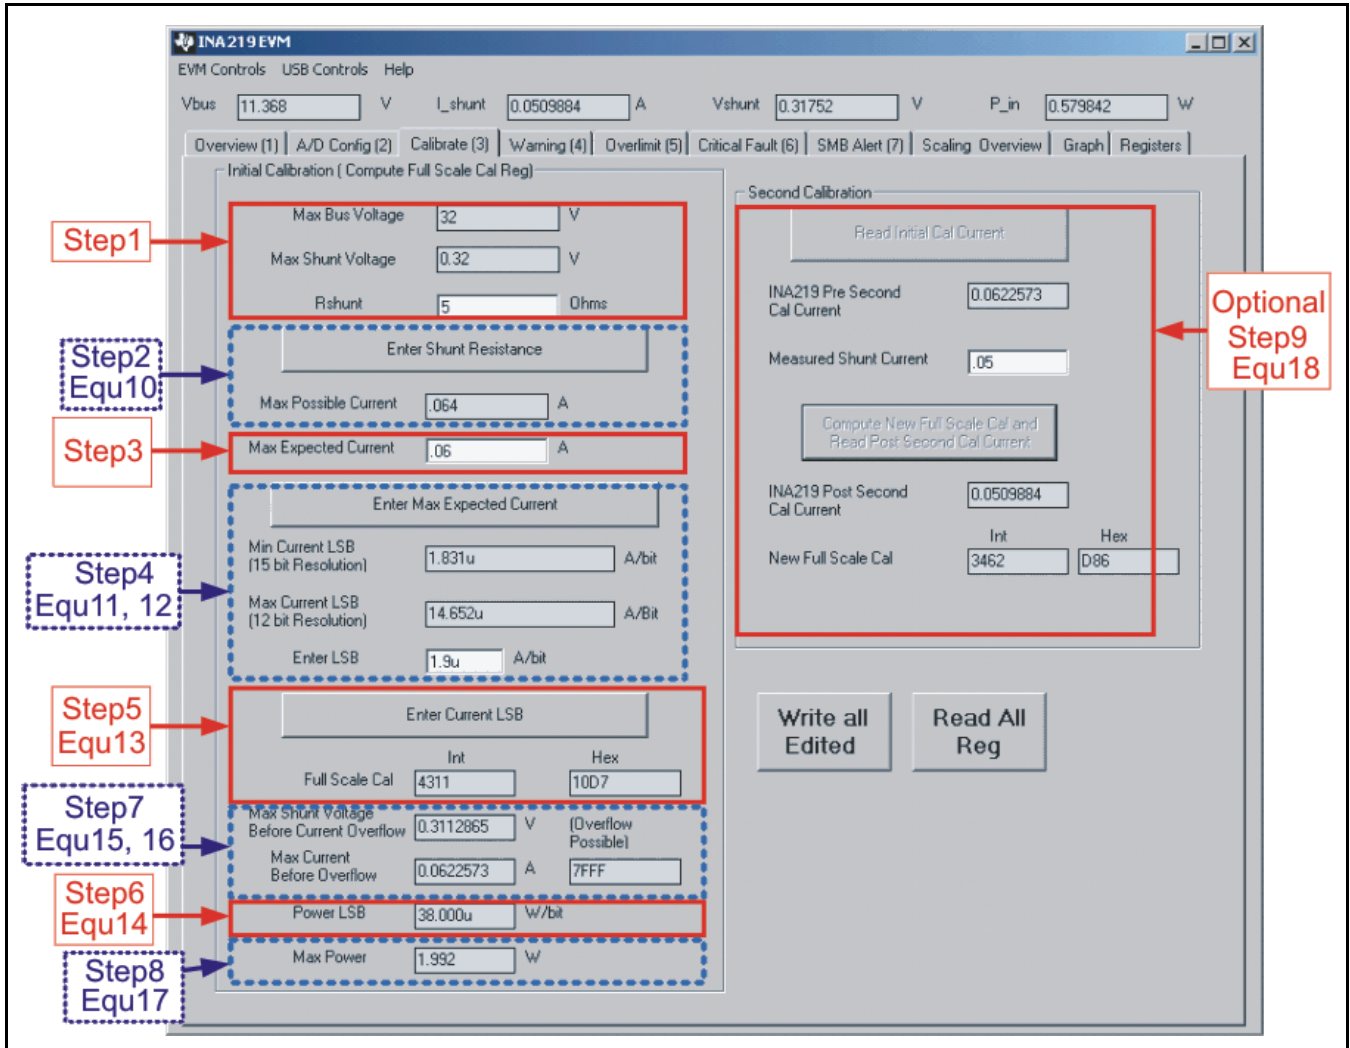 INA219 EVM
EVM Controls USB Controls Help
Vbus 11.368 V I_shunt 0.0509884 A Vshunt 0.31752 V P_in 0.579842 W
Overview (1) A/D Config (2) Calibrate (3) Warning (4) Overlimit (5) Critical Fault (6) SMB Alert (7) Scaling Overview Graph Registers
Initial Calibration ( Compute Full Scale Cal Reg)
Step1
Max Bus Voltage 32 V
Max Shunt Voltage 0.32 V
Rshunt 5 Ohms
Step2
Equ10
Enter Shunt Resistance
Max Possible Current .064 A
Step3
Max Expected Current .06 A
Step4
Equ11, 12
Enter Max Expected Current
Min Current LSB
(15 bit Resolution) 1.831u A/bit
Max Current LSB
(12 bit Resolution) 14.652u A/Bit
Enter LSB 1.9u A/bit
Step5
Equ13
Enter Current LSB
Int Hex
Full Scale Cal 4311 10D7
Step7
Equ15, 16
Max Shunt Voltage
Before Current Overflow 0.3112865 V (Overflow
Possible)
Max Current
Before Overflow 0.0622573 A 7FFF
Step6
Equ14
Power LSB 38.000u W/bit
Step8
Equ17
Max Power 1.992 W
Second Calibration
Read Initial Cal Current
INA219 Pre Second
Cal Current 0.0622573
Measured Shunt Current .05
Compute New Full Scale Cal and
Read Post Second Cal Current
INA219 Post Second
Cal Current 0.0509884
Int Hex
New Full Scale Cal 3462 D86
Optional
Step9
Equ18
Write all
Edited
Read All
Reg